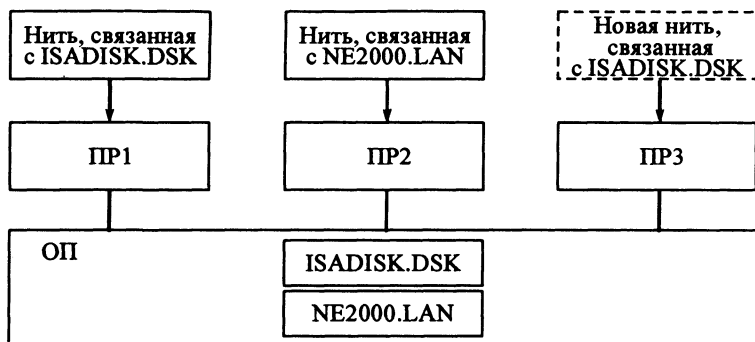 Нить, связанная
с ISADISK.DSK
Нить, связанная
с NE2000.LAN
Новая нить,
связанная
с ISADISK.DSK
ПР1
ПР2
ПР3
ОП
ISADISK.DSK
NE2000.LAN